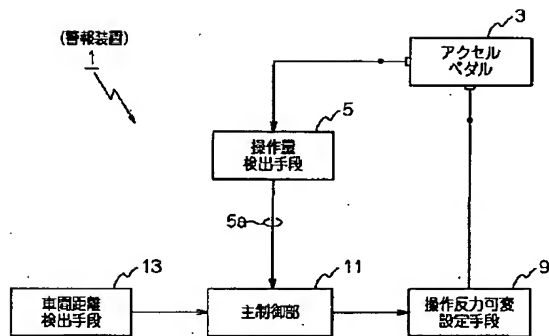 (警報装置)
1
3
アクセル
ペダル
5
操作量
検出手段
5a
13
車間距離
検出手段
11
主制御部
9
操作反力可変
設定手段